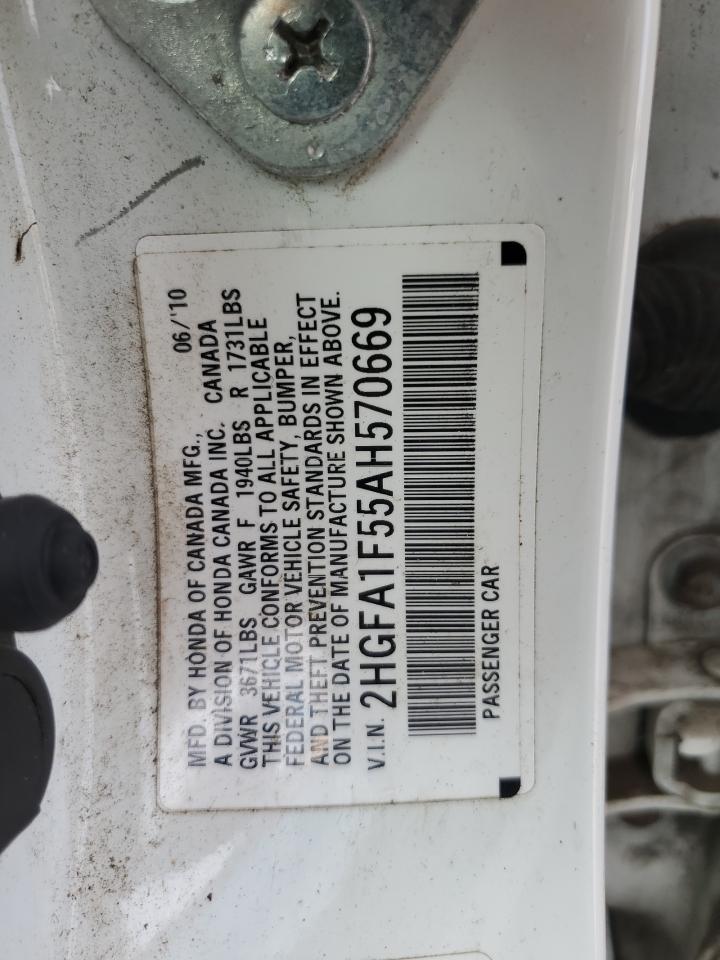 MFD. BY HONDA OF CANADA MFG., 06/'10
A DIVISION OF HONDA CANADA INC. CANADA
GVWR 3671LBS GAWR F 1940LBS R 1731LBS
THIS VEHICLE CONFORMS TO ALL APPLICABLE
FEDERAL MOTOR VEHICLE SAFETY, BUMPER,
AND THEFT PREVENTION STANDARDS IN EFFECT
ON THE DATE OF MANUFACTURE SHOWN ABOVE.
V.I.N. 2HGFA1F55AH570669
PASSENGER CAR